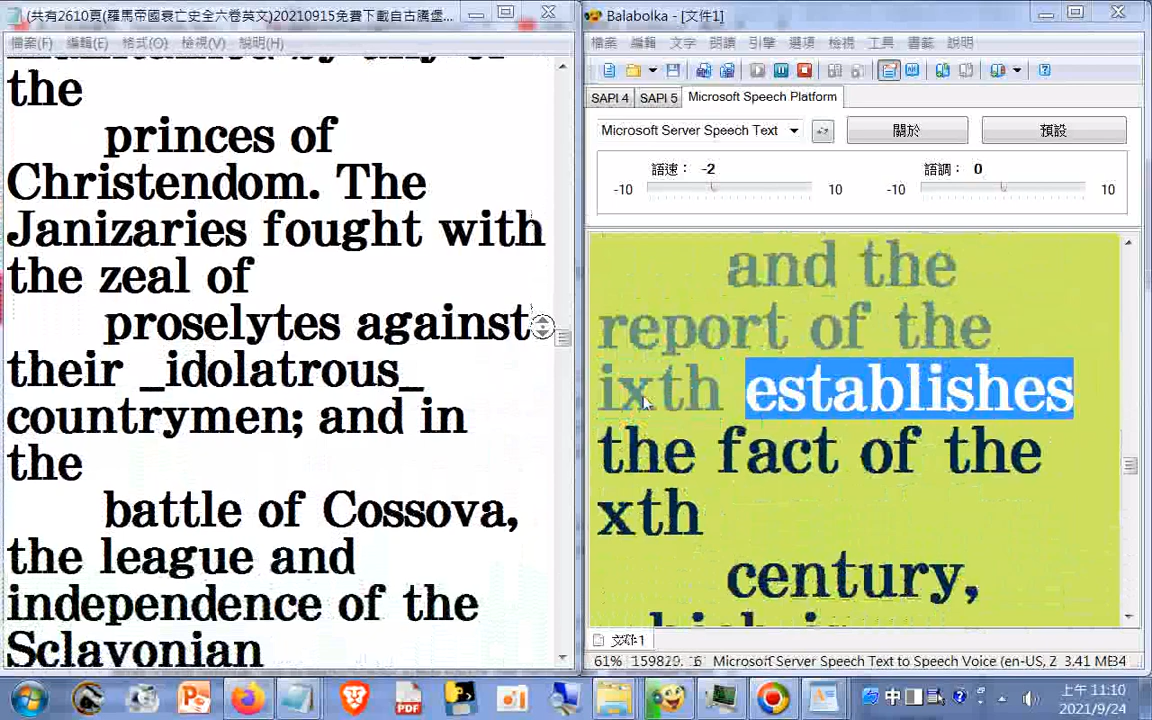 (共有2610頁(羅馬帝國衰亡史全六卷英文)20210915免費下載自古騰堡...
檔案(F) 編輯(E) 格式(O) 檢視(V) 說明(H)
the
princes of
Christendom. The
Janizaries fought with
the zeal of
proselytes against
their _idolatrous_
countrymen; and in
the
battle of Cossova,
the league and
independence of the
Sclavonian
Balabolka - [文件1]
檔案 編輯 文字 朗讀 引擎 選項 檢視 工具 書籤 說明
SAPI 4 SAPI 5 Microsoft Speech Platform
Microsoft Server Speech Text 關於 預設
語速: -2 語調: 0
-10 10 -10 10
and the
report of the
ixth establishes
the fact of the
xth
century,
which is
文件1
61% Microsoft Server Speech Text to Speech Voice (en-US, Z 3.41 MB
中
上午 11:10
2021/9/24